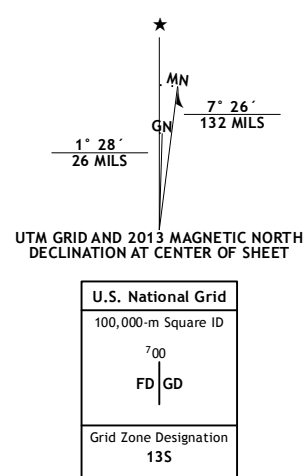 MN
GN
7° 26´
132 MILS
1° 28´
26 MILS
UTM GRID AND 2013 MAGNETIC NORTH
DECLINATION AT CENTER OF SHEET
U.S. National Grid
100,000-m Square ID
⁷00
FD GD
Grid Zone Designation
13S